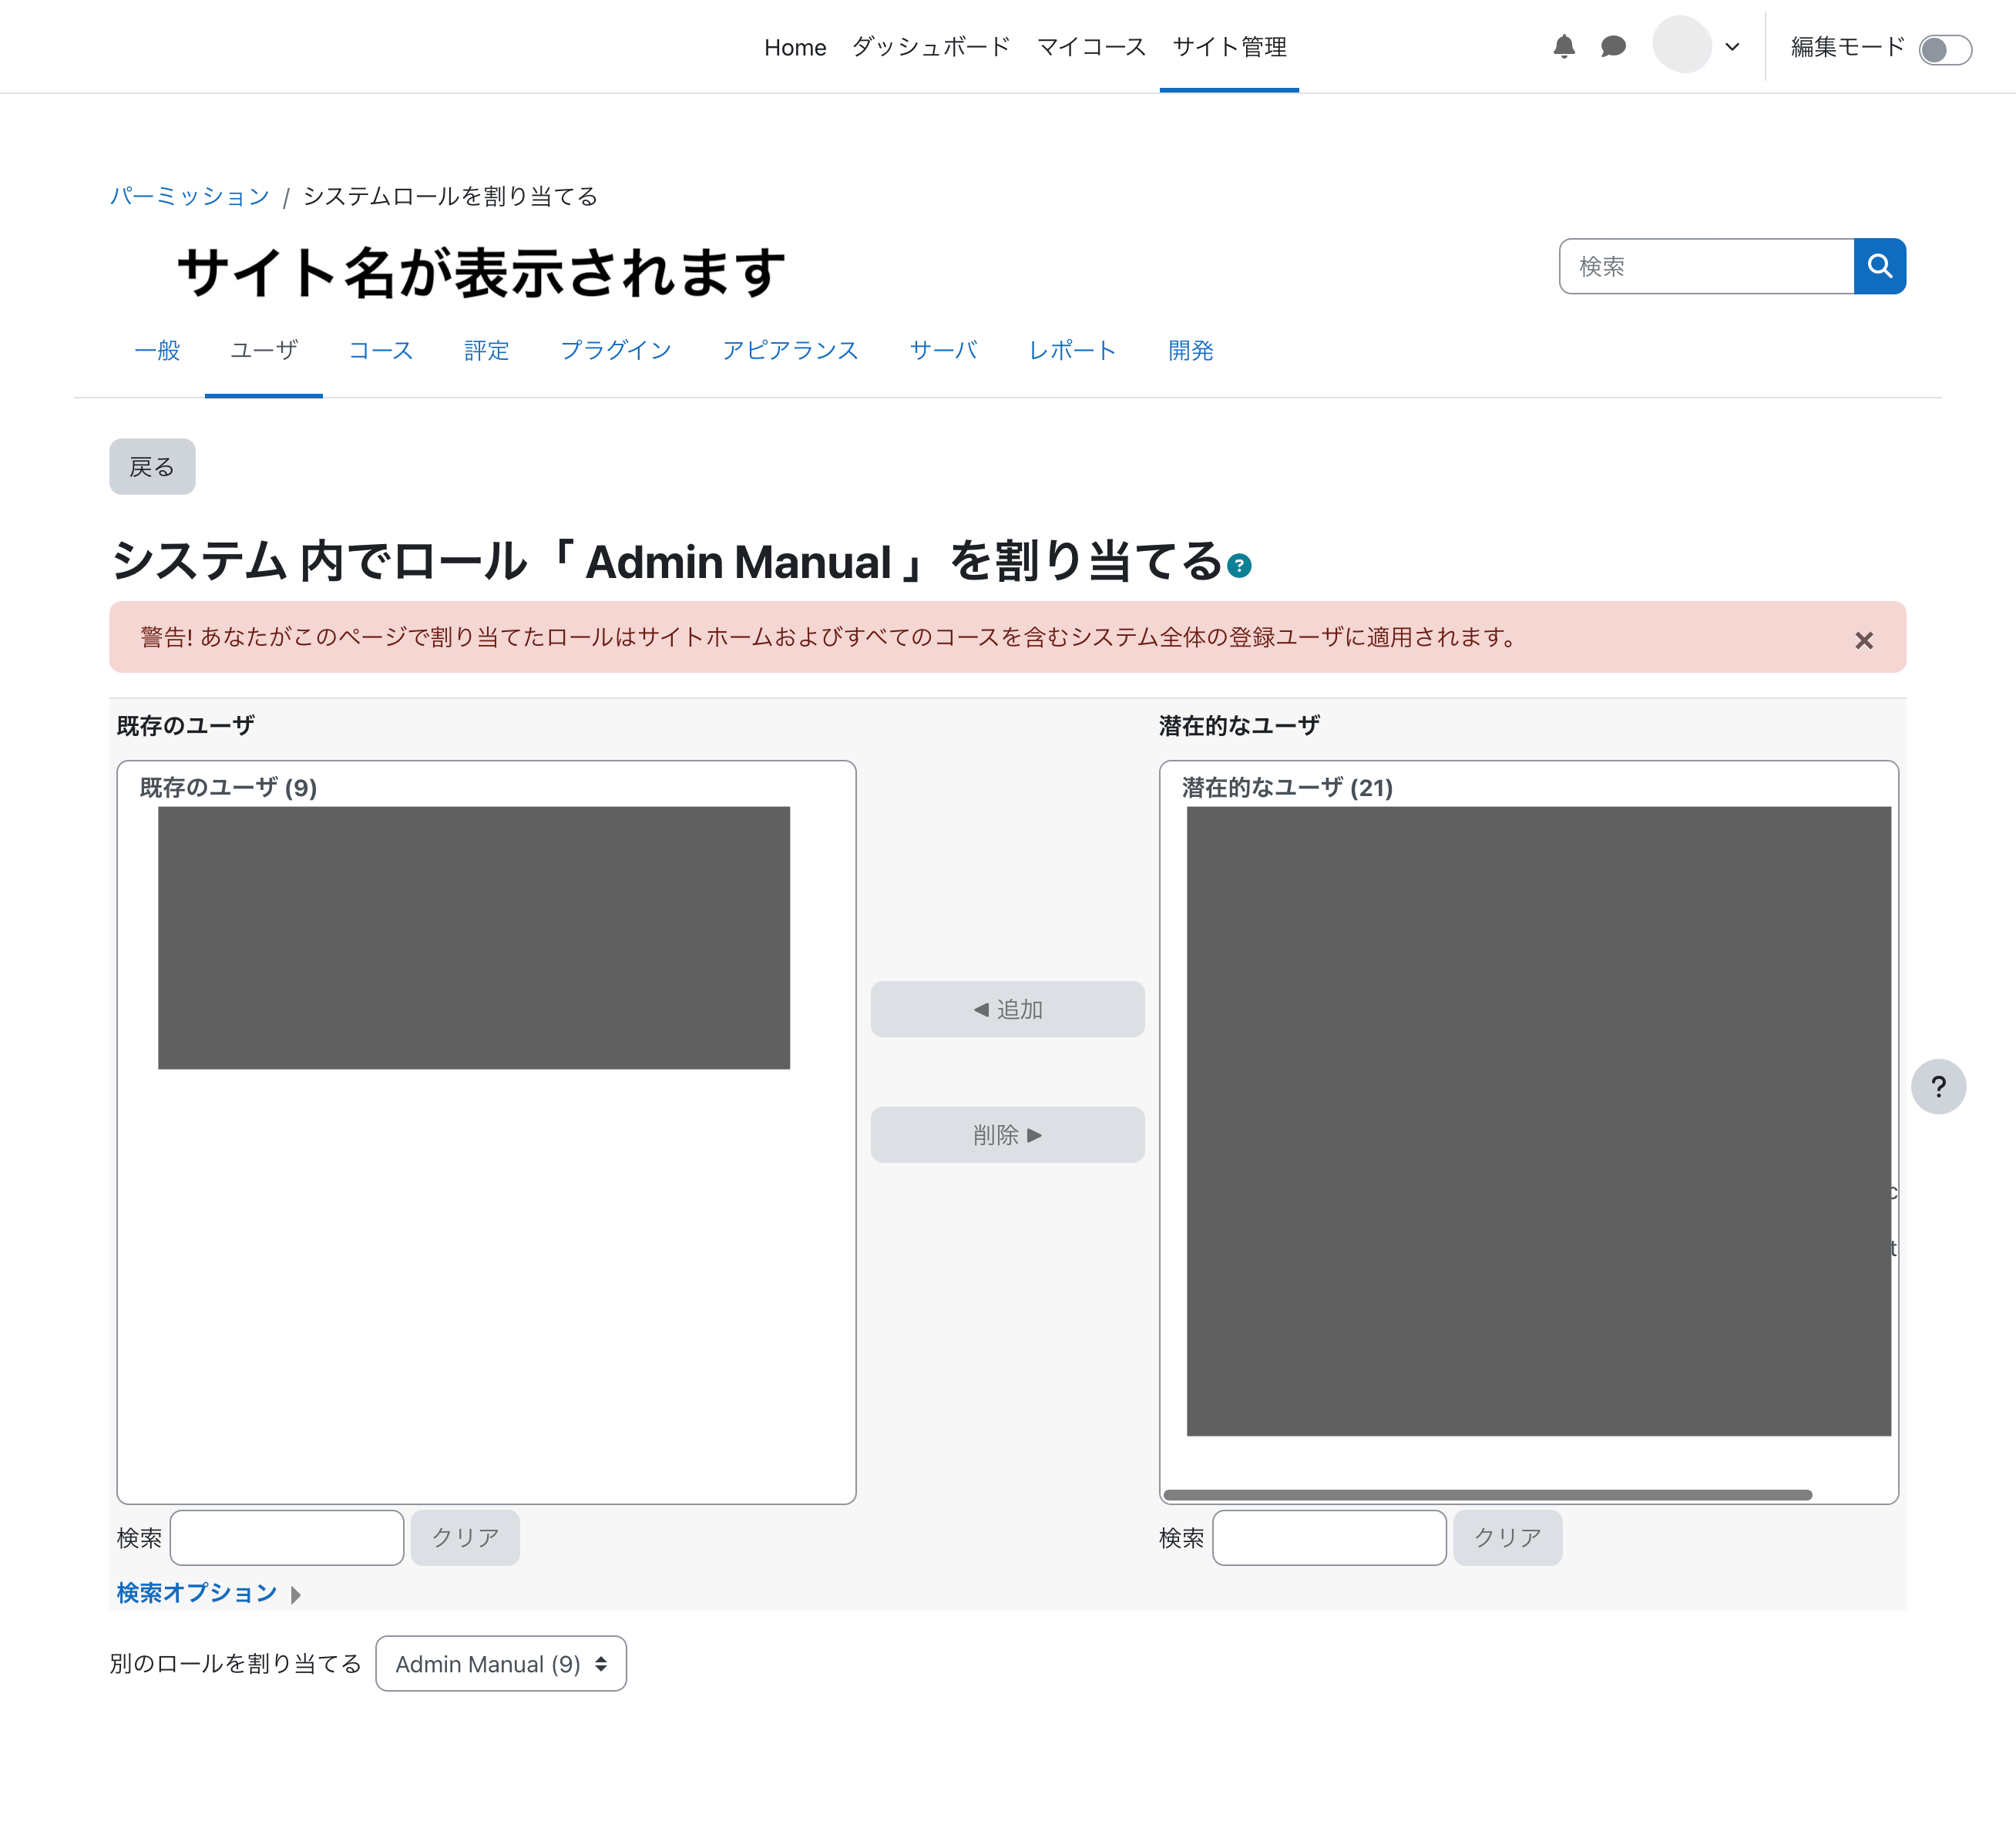 Home ダッシュボード マイコース サイト管理 編集モード
パーミッション / システムロールを割り当てる
サイト名が表示されます
検索
一般 ユーザ コース 評定 プラグイン アピアランス サーバ レポート 開発
戻る
システム 内でロール 「 Admin Manual 」 を割り当てる ?
警告! あなたがこのページで割り当てたロールはサイトホームおよびすべてのコースを含むシステム全体の登録ユーザに適用されます。 ×
既存のユーザ
既存のユーザ (9)
◀ 追加
削除 ▶
潜在的なユーザ
潜在的なユーザ (21)
c
t
?
検索 クリア
検索オプション
検索 クリア
別のロールを割り当てる Admin Manual (9)